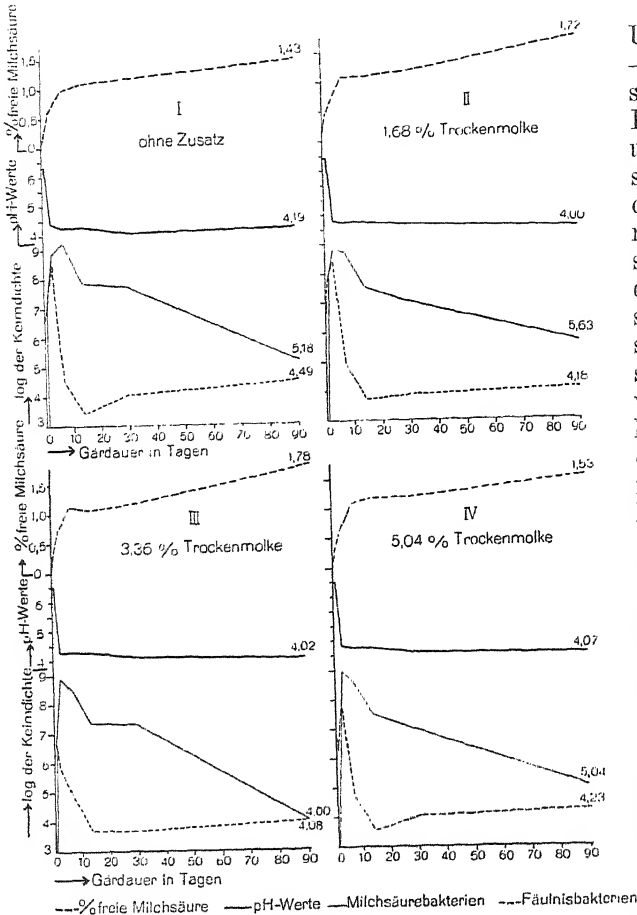 %freie Milchsäure
pH-Werte
log der Keimdichte
1,5
1,0
0,5
0
6
5
4
9
8
7
6
5
4
3
1,43
I
ohne Zusatz
4,19
5,18
4,49
0 10 20 30 40 50 60 70 80 90
Gärdauer in Tagen
1,72
II
1,68 % Trockenmolke
4,00
5,63
4,18
0 10 20 30 40 50 60 70 80 90
%freie Milchsäure
pH-Werte
log der Keimdichte
1,5
1,0
0,5
0
6
5
4
9
8
7
6
5
4
3
1,78
III
3,36 % Trockenmolke
4,02
4,00
4,08
0 10 20 30 40 50 60 70 80 90
Gärdauer in Tagen
1,53
IV
5,04 % Trockenmolke
4,07
5,04
4,23
0 10 20 30 40 50 60 70 80 90
%freie Milchsäure pH-Werte Milchsäurebakterien Fäulnisbakterien